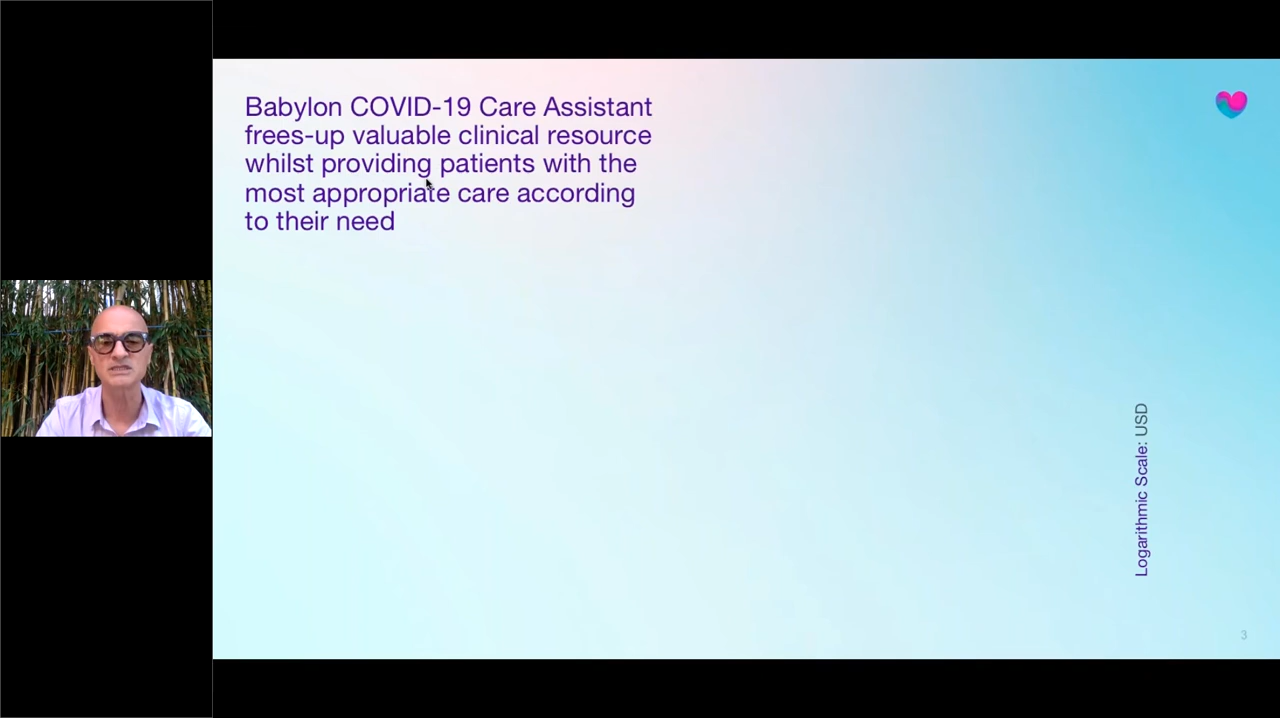 Babylon COVID-19 Care Assistant
frees-up valuable clinical resource
whilst providing patients with the
most appropriate care according
to their need
Logarithmic Scale: USD
3